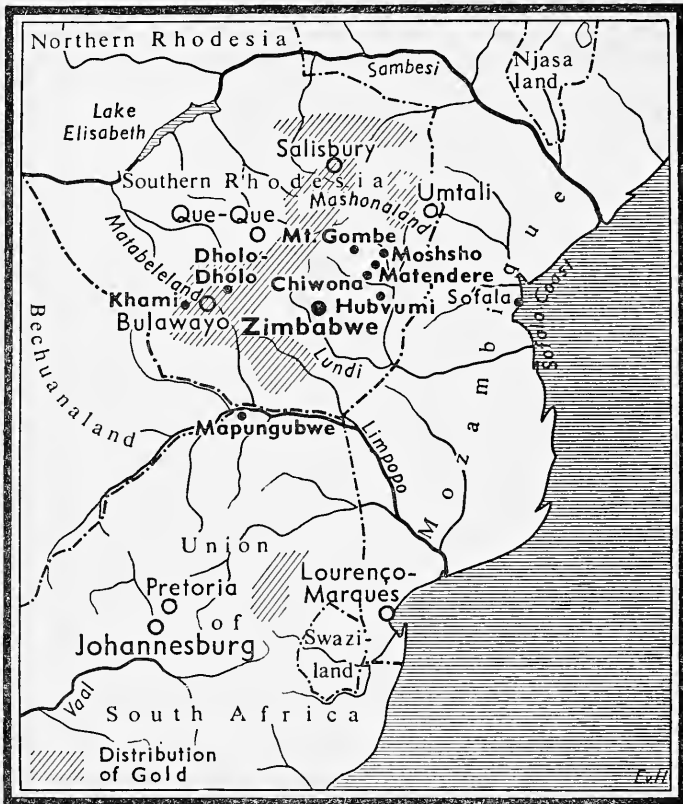 Northern Rhodesia
Sambesi
Njasa
land
Lake
Elisabeth
Salisbury
Southern Rhodesia
Mashonaland
Umtali
Que-Que
Matabeleland
Mt. Gombe
Moshsho
Dholo-
Dholo
Matendere
Chiwona
Khami
Hubvumi
Sofala
Sofala Coast
Bulawayo
Zimbabwe
Lundi
Mozambique
Bechuanaland
Mapungubwe
Limpopo
Union
of
South Africa
Pretoria
Johannesburg
Lourenço-
Marques
Swazi-
land
Vaal
Distribution
of Gold